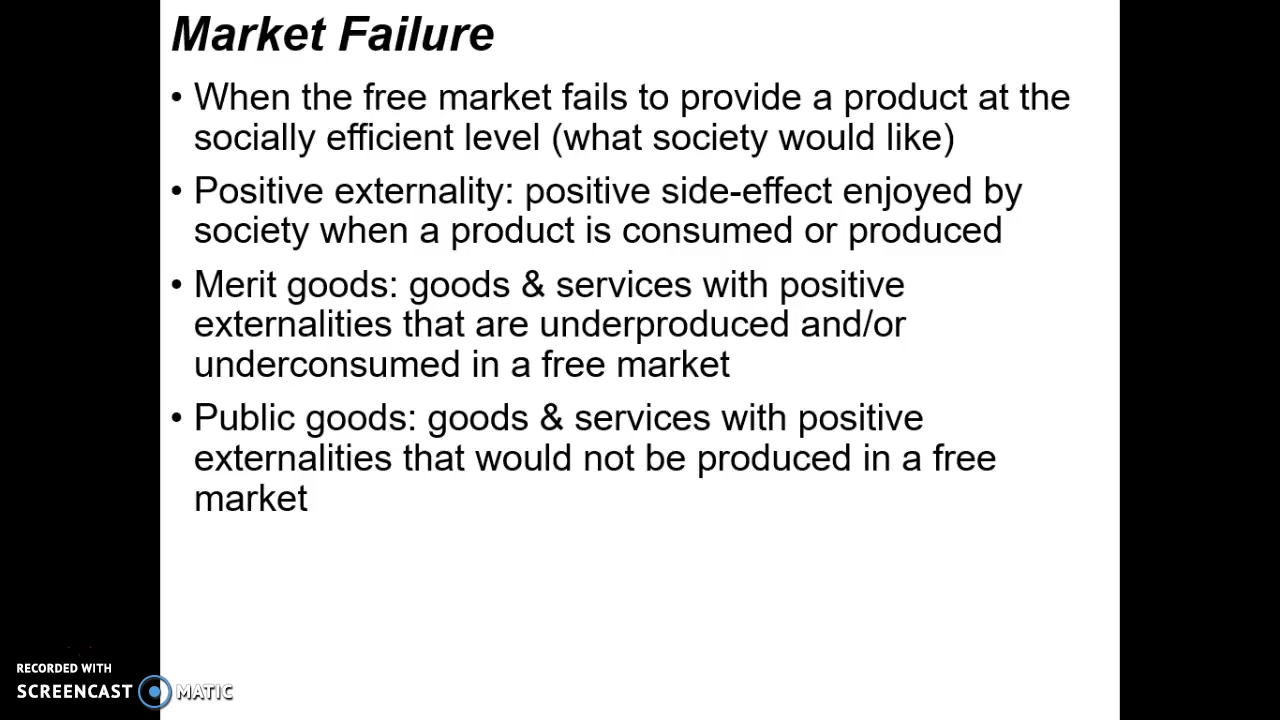 Market Failure
• When the free market fails to provide a product at the
socially efficient level (what society would like)
• Positive externality: positive side-effect enjoyed by
society when a product is consumed or produced
• Merit goods: goods & services with positive
externalities that are underproduced and/or
underconsumed in a free market
• Public goods: goods & services with positive
externalities that would not be produced in a free
market
RECORDED WITH
SCREENCAST MATIC